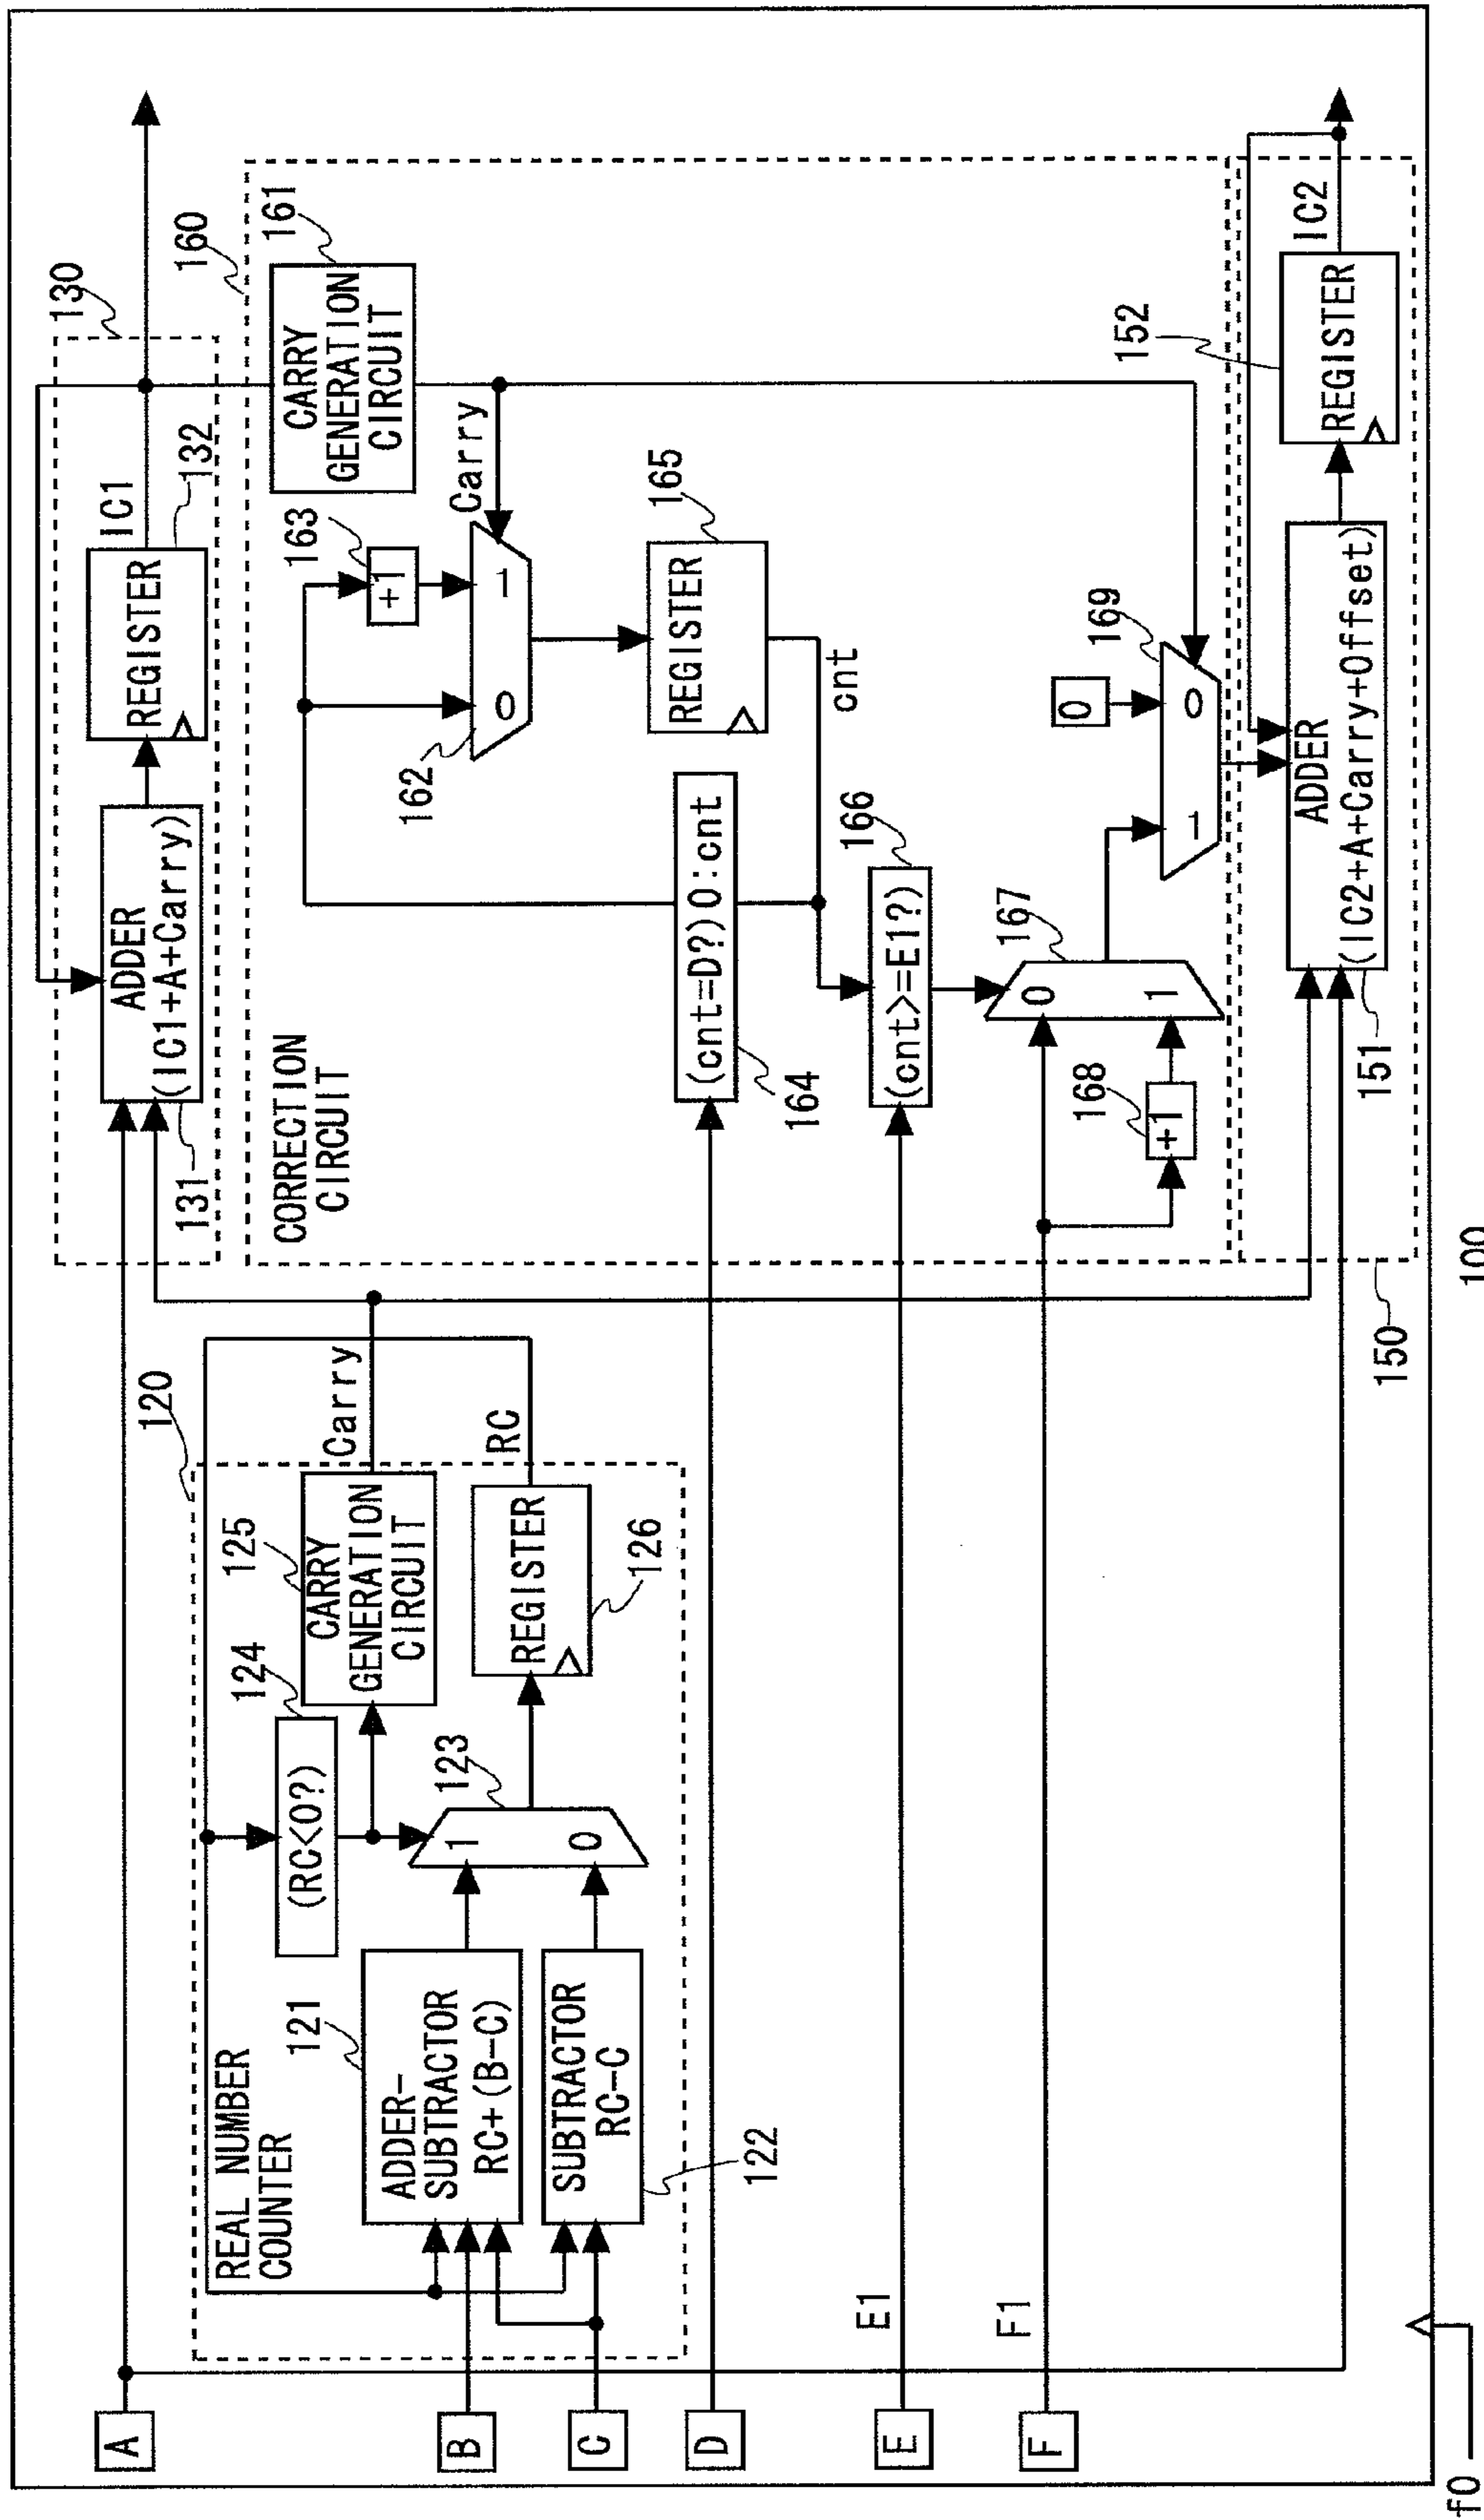 A
B
C
D
E
F
E1
F1
f0
100
REAL NUMBER
COUNTER
120
121
ADDER-
SUBTRACTOR
RC+(B-C)
SUBTRACTOR
RC-C
122
1
0
123
(RC<0?)
124
125
CARRY
GENERATION
CIRCUIT
REGISTER
126
Carry
RC
130
131
ADDER
(IC1+A+Carry)
REGISTER
132
IC1
CORRECTION
CIRCUIT
160
CARRY
GENERATION
CIRCUIT
161
Carry
162
0
1
+1
163
(cnt=D?)0:cnt
164
REGISTER
165
cnt
(cnt>=E1?)
166
0
1
167
+1
168
1
0
169
0
150
ADDER
(IC2+A+Carry+Offset)
151
REGISTER
152
IC2